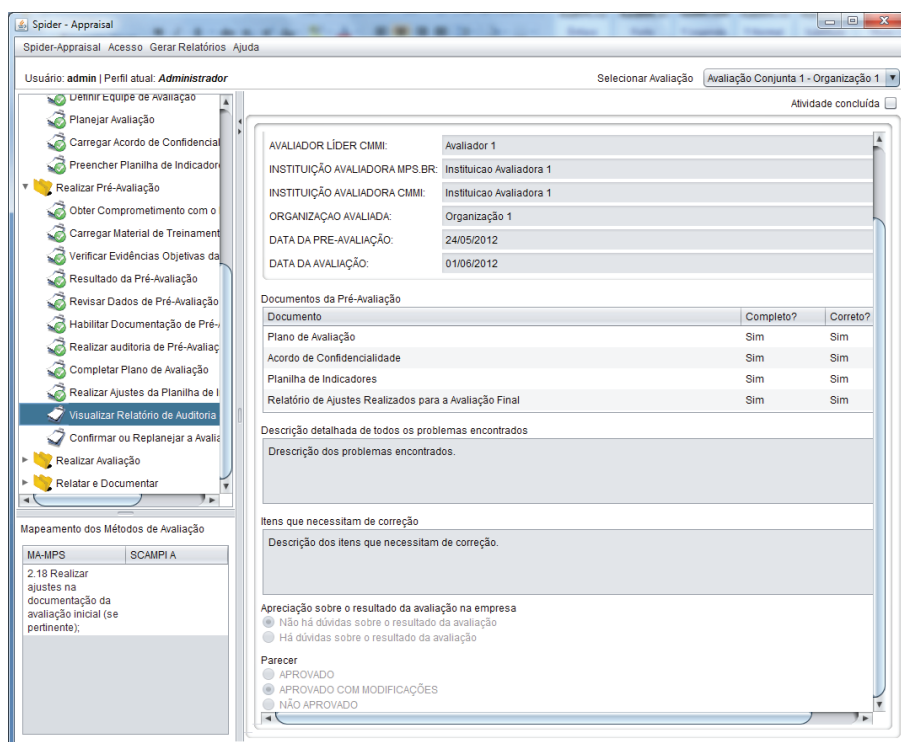 Spider - Appraisal
Spider-Appraisal Acesso Gerar Relatórios Ajuda
Usuário: admin | Perfil atual: Administrador
Selecionar Avaliação
Avaliação Conjunta 1 - Organização 1
Atividade concluída
Definir Equipe de Avaliação
Planejar Avaliação
Carregar Acordo de Confidencial
Preencher Planilha de Indicador
Realizar Pré-Avaliação
Obter Comprometimento com o
Carregar Material de Treinament
Verificar Evidências Objetivas da
Resultado da Pré-Avaliação
Revisar Dados de Pré-Avaliação
Habilitar Documentação de Pré-
Realizar auditoria de Pré-Avaliaç
Completar Plano de Avaliação
Realizar Ajustes da Planilha de I
Visualizar Relatório de Auditoria
Confirmar ou Replanejar a Avalia
Realizar Avaliação
Relatar e Documentar
Mapeamento dos Métodos de Avaliação
MA-MPS SCAMPI A
2.18 Realizar
ajustes na
documentação da
avaliação inicial (se
pertinente);
AVALIADOR LÍDER CMMI: Avaliador 1
INSTITUIÇÃO AVALIADORA MPS.BR: Instituicao Avaliadora 1
INSTITUIÇÃO AVALIADORA CMMI: Instituicao Avaliadora 1
ORGANIZAÇAO AVALIADA: Organização 1
DATA DA PRE-AVALIAÇÃO: 24/05/2012
DATA DA AVALIAÇÃO: 01/06/2012
Documentos da Pré-Avaliação
Documento Completo? Correto?
Plano de Avaliação Sim Sim
Acordo de Confidencialidade Sim Sim
Planilha de Indicadores Sim Sim
Relatório de Ajustes Realizados para a Avaliação Final Sim Sim
Descrição detalhada de todos os problemas encontrados
Drescrição dos problemas encontrados.
Itens que necessitam de correção
Descrição dos itens que necessitam de correção.
Apreciação sobre o resultado da avaliação na empresa
Não há dúvidas sobre o resultado da avaliação
Há dúvidas sobre o resultado da avaliação
Parecer
APROVADO
APROVADO COM MODIFICAÇÕES
NÃO APROVADO